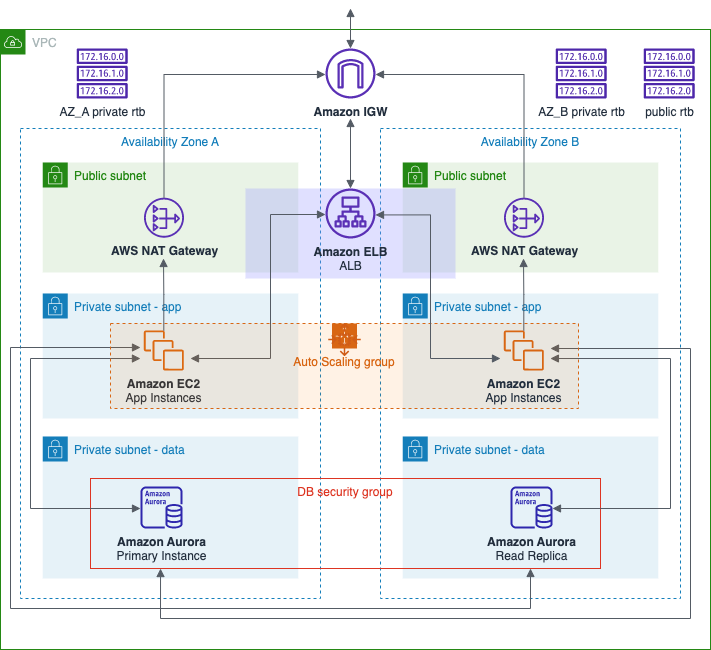 VPC
172.16.0.0
172.16.1.0
172.16.2.0
AZ_A private rtb
Amazon IGW
172.16.0.0
172.16.1.0
172.16.2.0
AZ_B private rtb
172.16.0.0
172.16.1.0
172.16.2.0
public rtb
Availability Zone A
Availability Zone B
Public subnet
Public subnet
AWS NAT Gateway
Amazon ELB
ALB
AWS NAT Gateway
Private subnet - app
Private subnet - app
Auto Scaling group
Amazon EC2
App Instances
Amazon EC2
App Instances
Private subnet - data
Private subnet - data
DB security group
Amazon
Aurora
Amazon Aurora
Primary Instance
Amazon
Aurora
Amazon Aurora
Read Replica